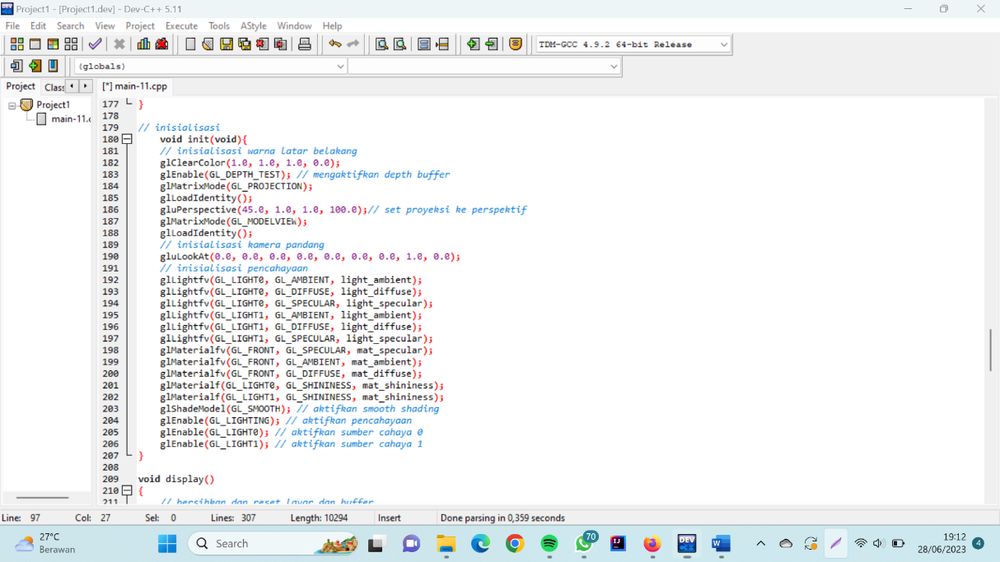 Project1 - [Project1.dev] - Dev-C++ 5.11
File Edit Search View Project Execute Tools AStyle Window Help
TDM-GCC 4.9.2 64-bit Release
(globals)
Project Clas [*] main-11.cpp
Project1
main-11.c
177 }
178
179 // inisialisasi
180 void init(void){
181 // inisialisasi warna latar belakang
182 glClearColor(1.0, 1.0, 1.0, 0.0);
183 glEnable(GL_DEPTH_TEST); // mengaktifkan depth buffer
184 glMatrixMode(GL_PROJECTION);
185 glLoadIdentity();
186 gluPerspective(45.0, 1.0, 1.0, 100.0);// set proyeksi ke perspektif
187 glMatrixMode(GL_MODELVIEW);
188 glLoadIdentity();
189 // inisialisasi kamera pandang
190 gluLookAt(0.0, 0.0, 0.0, 0.0, 0.0, 0.0, 0.0, 1.0, 0.0);
191 // inisialisasi pencahayaan
192 glLightfv(GL_LIGHT0, GL_AMBIENT, light_ambient);
193 glLightfv(GL_LIGHT0, GL_DIFFUSE, light_diffuse);
194 glLightfv(GL_LIGHT0, GL_SPECULAR, light_specular);
195 glLightfv(GL_LIGHT1, GL_AMBIENT, light_ambient);
196 glLightfv(GL_LIGHT1, GL_DIFFUSE, light_diffuse);
197 glLightfv(GL_LIGHT1, GL_SPECULAR, light_specular);
198 glMaterialfv(GL_FRONT, GL_SPECULAR, mat_specular);
199 glMaterialfv(GL_FRONT, GL_AMBIENT, mat_ambient);
200 glMaterialfv(GL_FRONT, GL_DIFFUSE, mat_diffuse);
201 glMaterialf(GL_LIGHT0, GL_SHININESS, mat_shininess);
202 glMaterialf(GL_LIGHT1, GL_SHININESS, mat_shininess);
203 glShadeModel(GL_SMOOTH); // aktifkan smooth shading
204 glEnable(GL_LIGHTING); // aktifkan pencahayaan
205 glEnable(GL_LIGHT0); // aktifkan sumber cahaya 0
206 glEnable(GL_LIGHT1); // aktifkan sumber cahaya 1
207 }
208
209 void display()
210 {
211 // bersihkan dan reset layar dan buffer
Line: 97 Col: 27 Sel: 0 Lines: 307 Length: 10294 Insert Done parsing in 0,359 seconds
27°C
Berawan
Search
70
19:12
28/06/2023
4